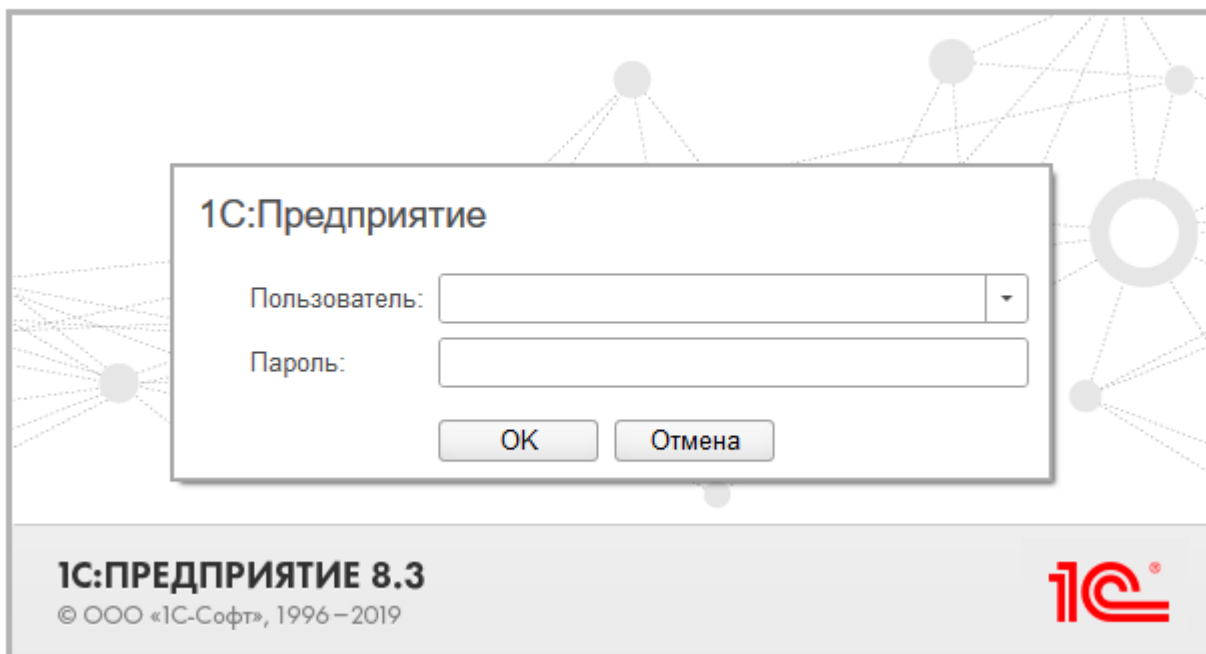 1С:Предприятие
Пользователь:
Пароль:
OK
Отмена
1С:ПРЕДПРИЯТИЕ 8.3
© ООО «1С-Софт», 1996–2019
1С®